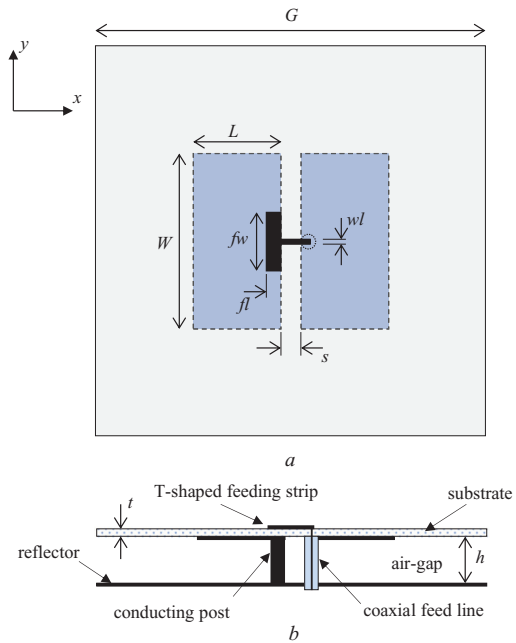 G
y
x
L
W
fw
wl
fl
s
a
T-shaped feeding strip
t
substrate
reflector
air-gap
h
conducting post
coaxial feed line
b